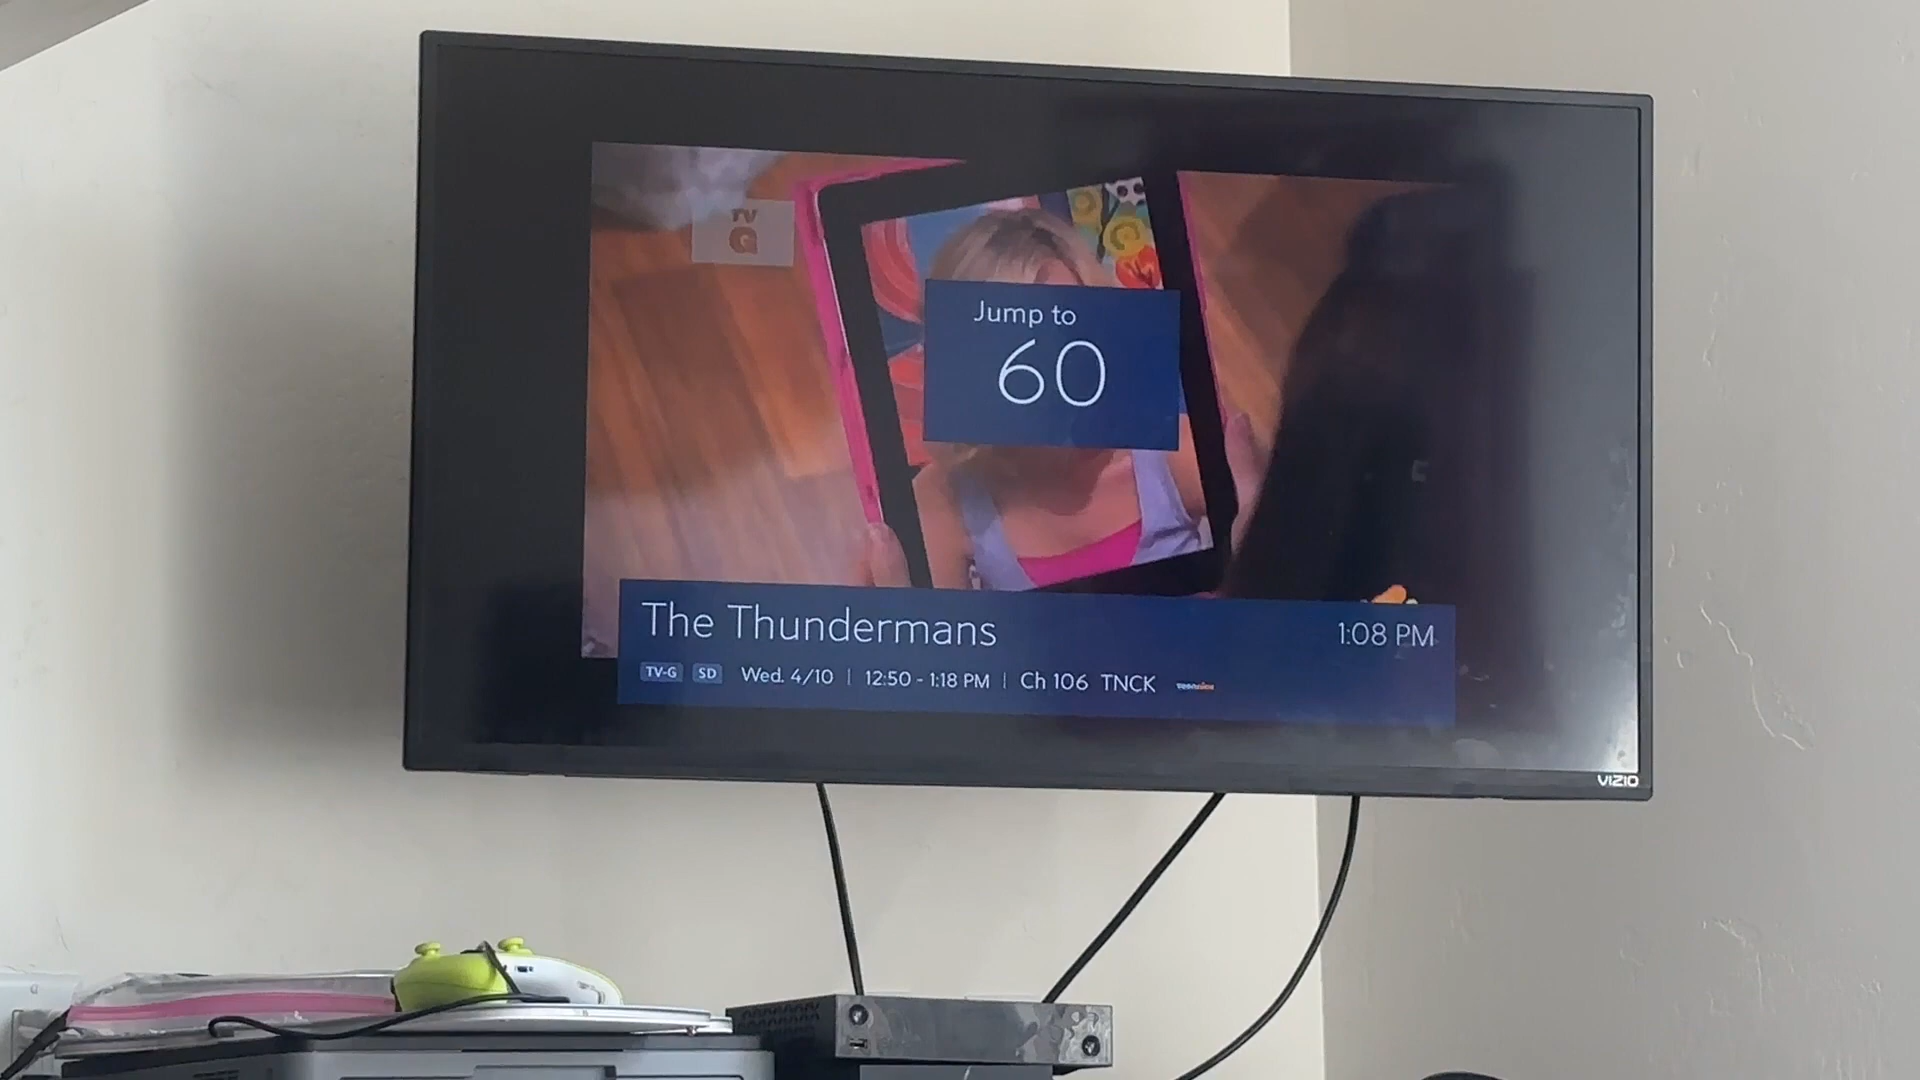 TV
G
Jump to
60
The Thundermans
1:08 PM
TV-G SD Wed. 4/10 | 12:50 - 1:18 PM | Ch 106 TNCK teennick
VIZIO